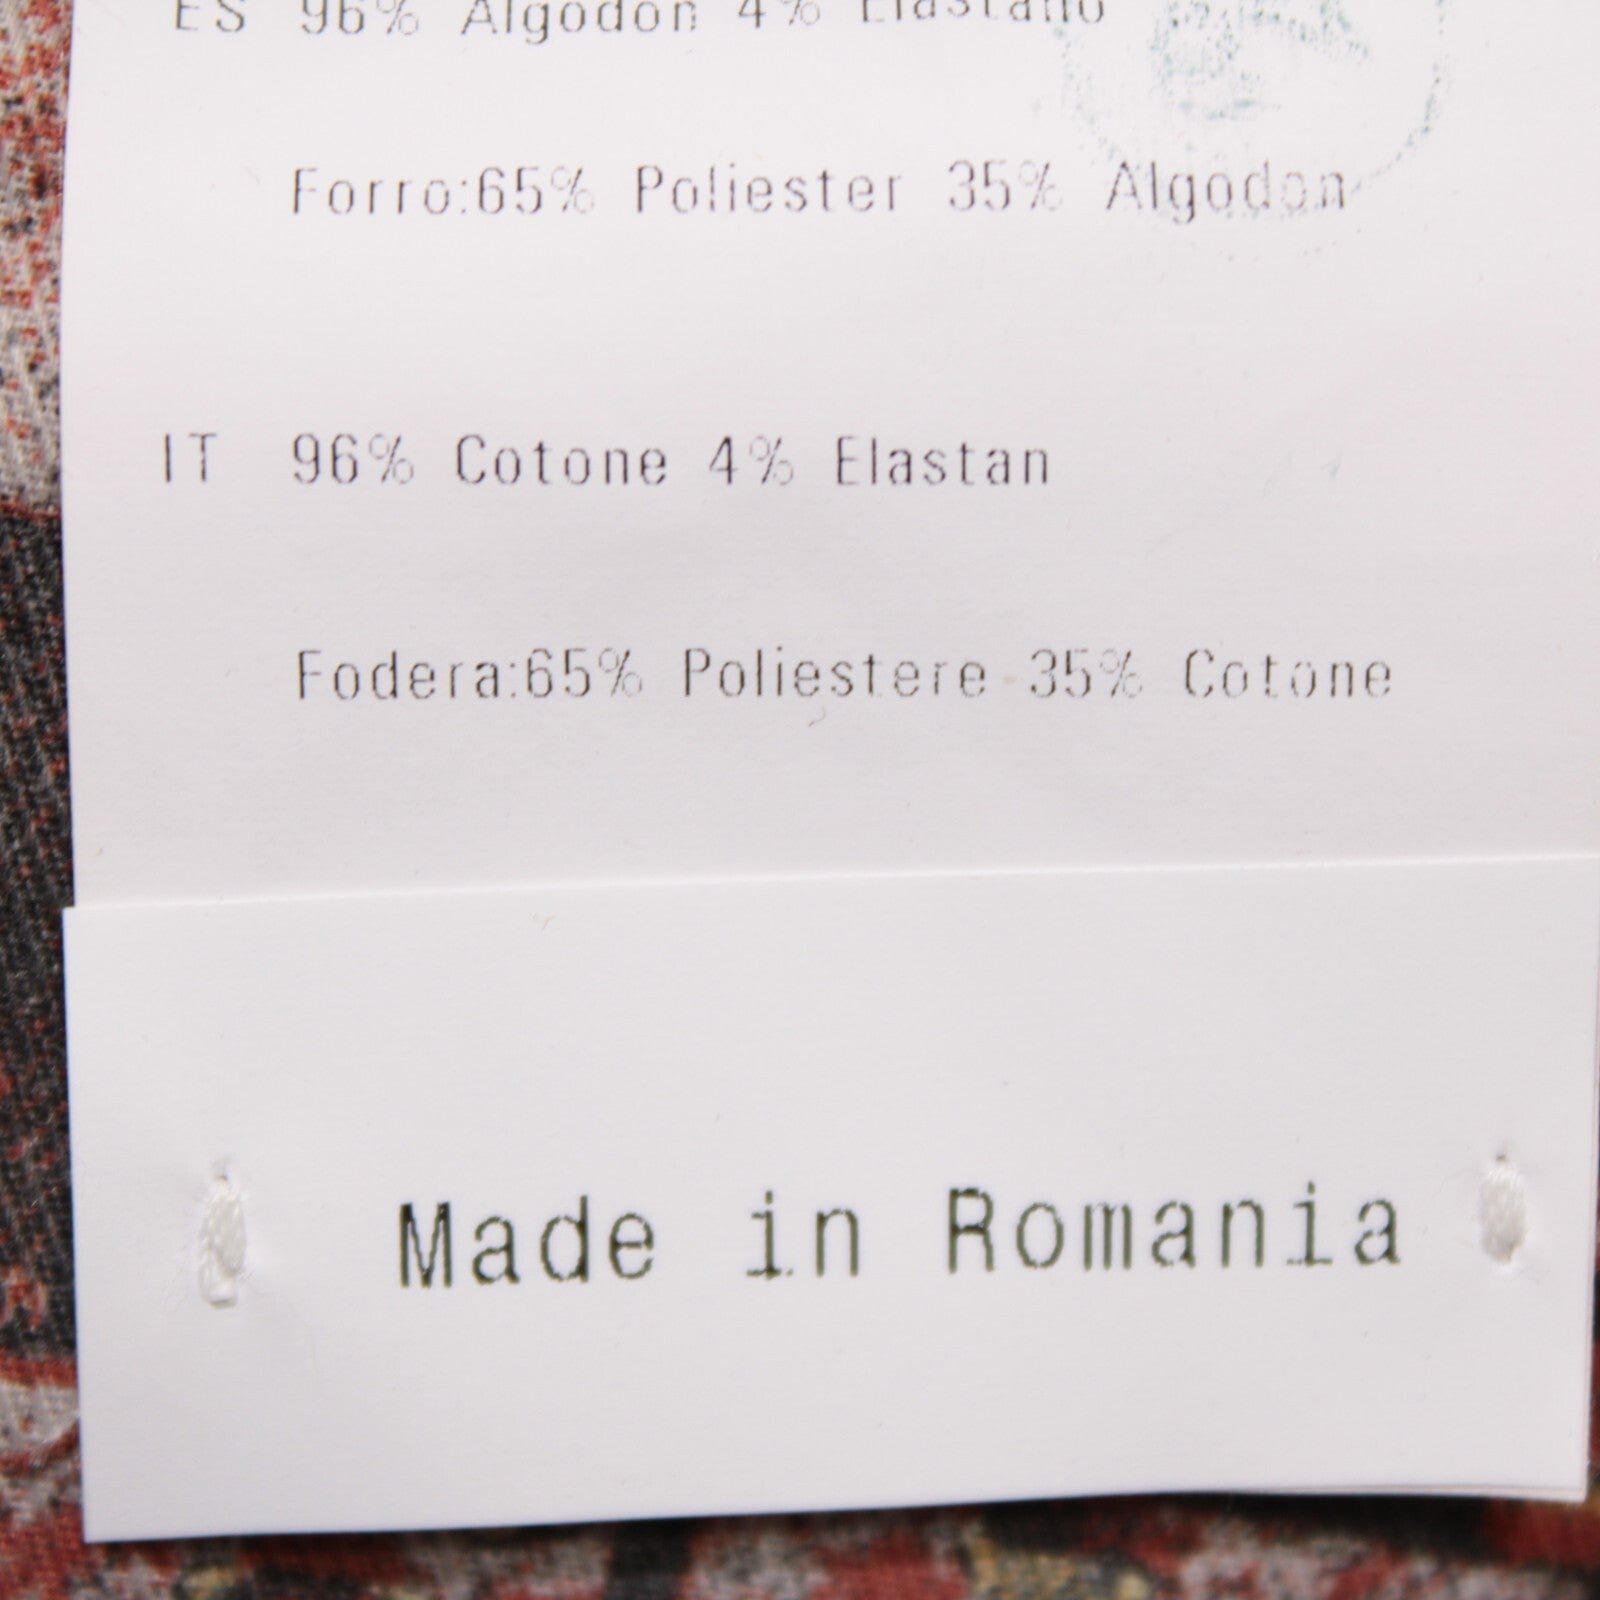 ES 96% Algodon 4% Elastano
Forro:65% Poliester 35% Algodon
IT 96% Cotone 4% Elastan
Fodera:65% Poliestere 35% Cotone
Made in Romania